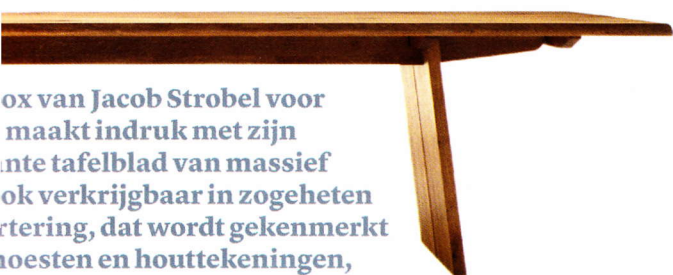 ox van Jacob Strobel voor
maakt indruk met zijn
nte tafelblad van massief
ok verkrijgbaar in zogeheten
rtering, dat wordt gekenmerkt
noesten en houttekeningen,